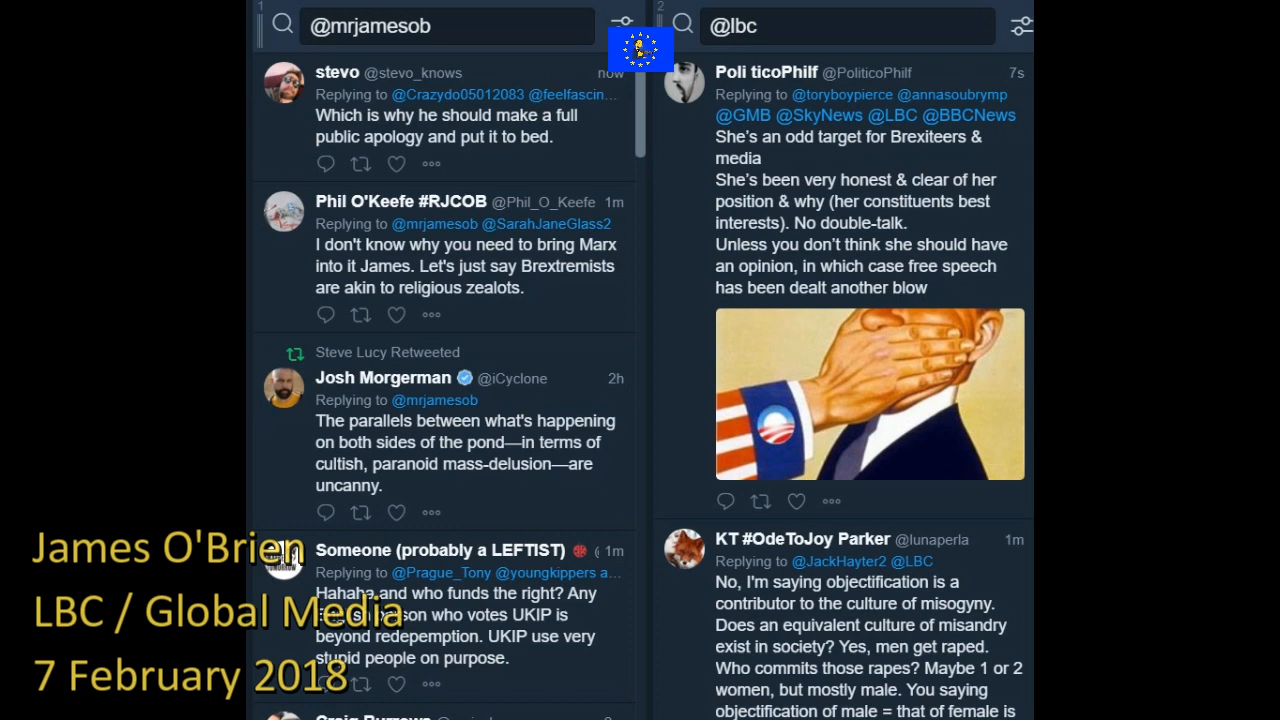 1
@mrjamesob
stevo @stevo_knows now
Replying to @Crazydo05012083 @feelfascin...
Which is why he should make a full
public apology and put it to bed.
Phil O'Keefe #RJCOB @Phil_O_Keefe 1m
Replying to @mrjamesob @SarahJaneGlass2
I don't know why you need to bring Marx
into it James. Let's just say Brextremists
are akin to religious zealots.
Steve Lucy Retweeted
Josh Morgerman @iCyclone 2h
Replying to @mrjamesob
The parallels between what's happening
on both sides of the pond—in terms of
cultish, paranoid mass-delusion—are
uncanny.
Someone (probably a LEFTIST) 1m
Replying to @Prague_Tony @youngkippers a...
Hahaha and who funds the right? Any
person who votes UKIP is
beyond redepemption. UKIP use very
stupid people on purpose.
2
@lbc
Poli ticoPhilf @PoliticoPhilf 7s
Replying to @toryboypierce @annasoubrymp
@GMB @SkyNews @LBC @BBCNews
She's an odd target for Brexiteers &
media
She's been very honest & clear of her
position & why (her constituents best
interests). No double-talk.
Unless you don't think she should have
an opinion, in which case free speech
has been dealt another blow
KT #OdeToJoy Parker @lunaperla 1m
Replying to @JackHayter2 @LBC
No, I'm saying objectification is a
contributor to the culture of misogyny.
Does an equivalent culture of misandry
exist in society? Yes, men get raped.
Who commits those rapes? Maybe 1 or 2
women, but mostly male. You saying
objectification of male = that of female is
James O'Brien
LBC / Global Media
7 February 2018